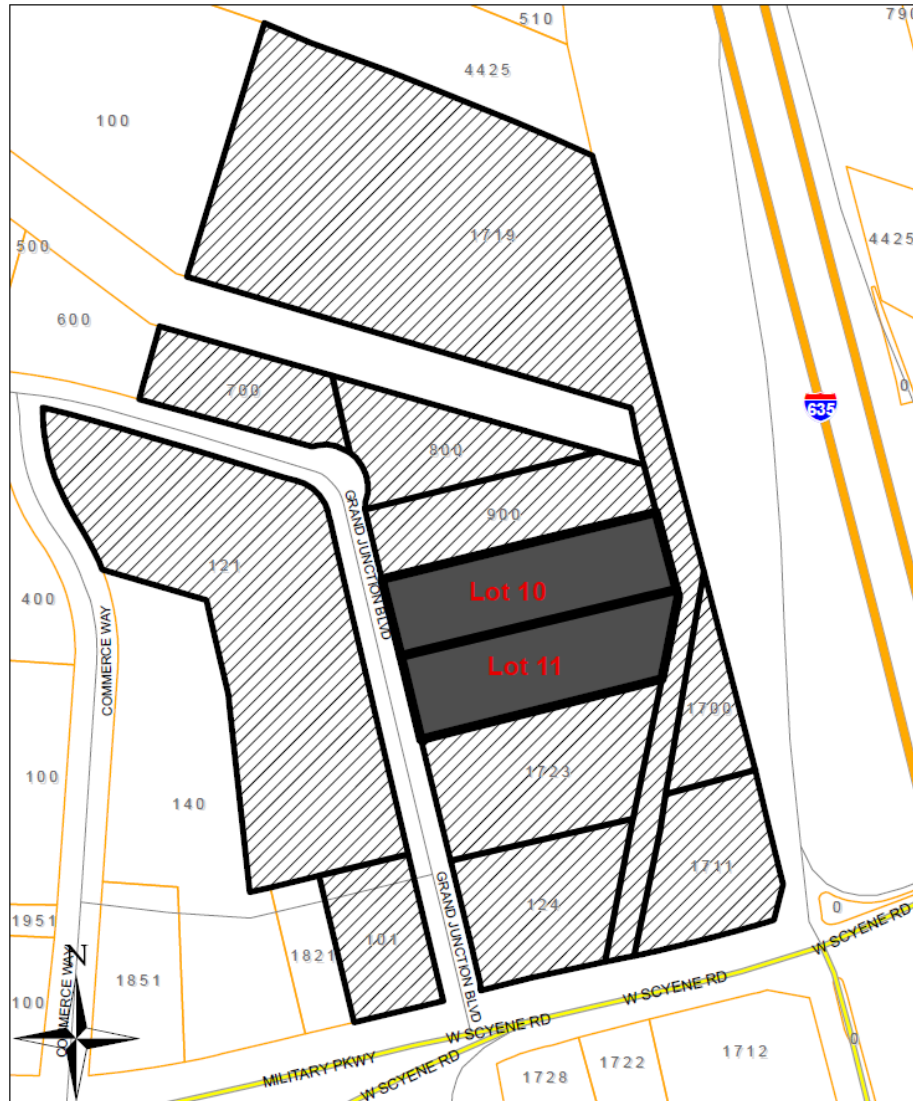 510
790
4425
100
1719
4425
500
600
0
635
700
800
GRAND JUNCTION BLVD
900
121
Lot 10
400
COMMERCE WAY
Lot 11
1700
1723
100
140
1711
GRAND JUNCTION BLVD
124
0
1951
101
W SCYENE RD
1821
N
1851
COMMERCE WAY
100
W SCYENE RD
W SCYENE RD
0
MILITARY PKWY
W SCYENE RD
1712
1722
1728